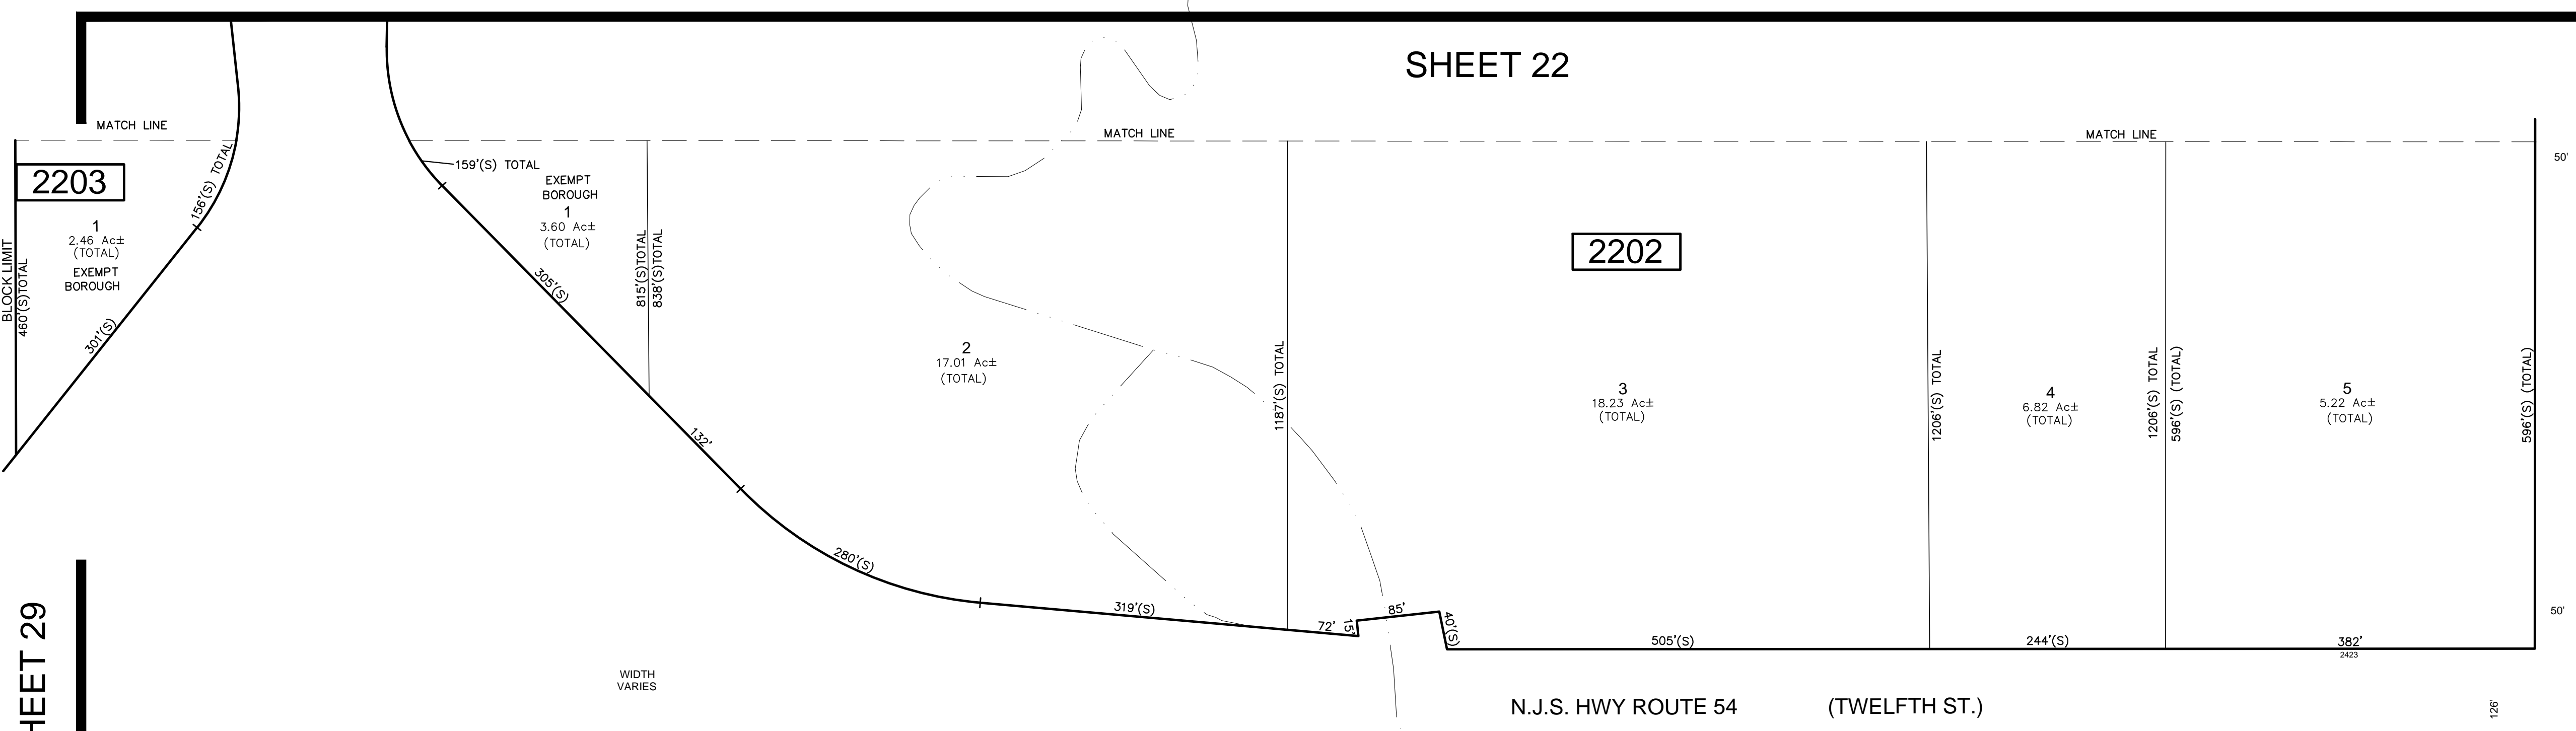 SHEET 22
MATCH LINE
MATCH LINE
MATCH LINE
50'
2203
156'(S) TOTAL
159'(S) TOTAL
EXEMPT
BOROUGH
1
3.60 Ac±
(TOTAL)
1
2.46 Ac±
(TOTAL)
EXEMPT
BOROUGH
BLOCK LIMIT
460'(S)TOTAL
301'(S)
305'(S)
815'(S)TOTAL
838'(S)TOTAL
2202
2
17.01 Ac±
(TOTAL)
1187'(S) TOTAL
3
18.23 Ac±
(TOTAL)
1206'(S) TOTAL
4
6.82 Ac±
(TOTAL)
1206'(S) TOTAL
596'(S) (TOTAL)
5
5.22 Ac±
(TOTAL)
596'(S) (TOTAL)
132'
280'(S)
319'(S)
72'
15'
85'
40'(S)
505'(S)
244'(S)
382'
2423
50'
HEET 29
WIDTH
VARIES
N.J.S. HWY ROUTE 54 (TWELFTH ST.)
126'